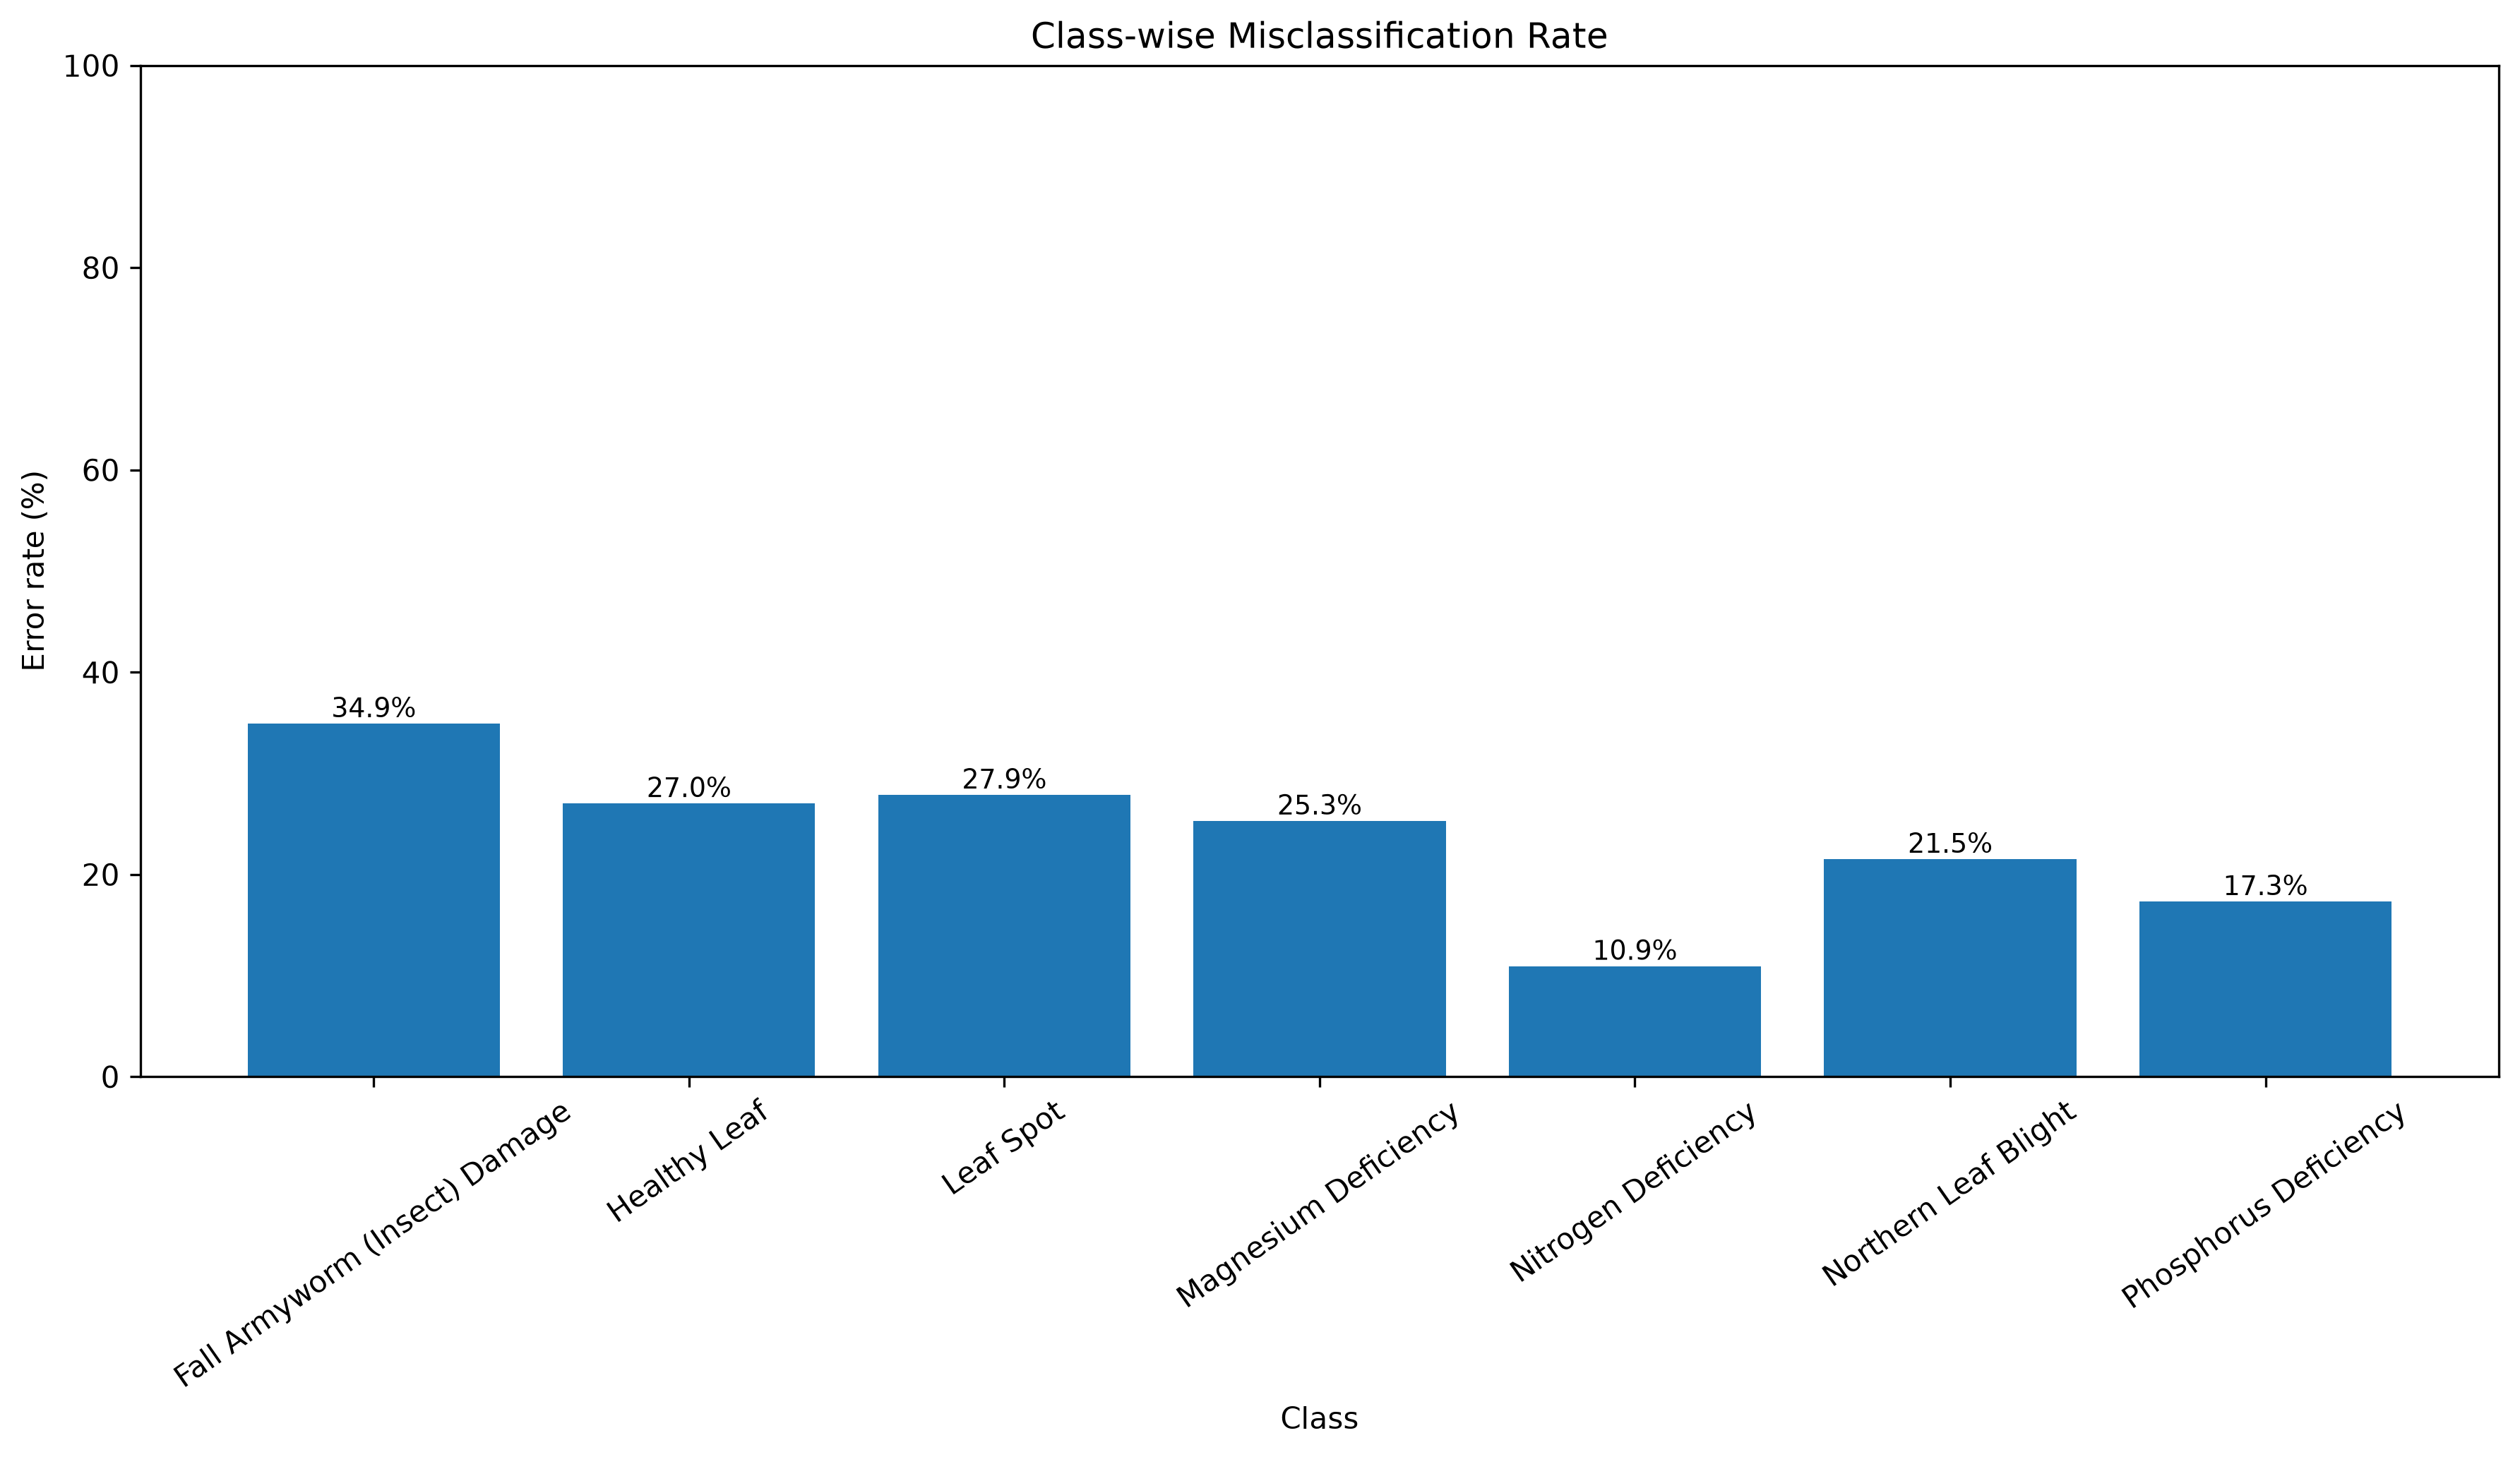 Class-wise Misclassification Rate
Error rate (%)
100
80
60
40
20
0
34.9%
27.0%
27.9%
25.3%
10.9%
21.5%
17.3%
Fall Armyworm (Insect) Damage
Healthy Leaf
Leaf Spot
Magnesium Deficiency
Nitrogen Deficiency
Northern Leaf Blight
Phosphorus Deficiency
Class